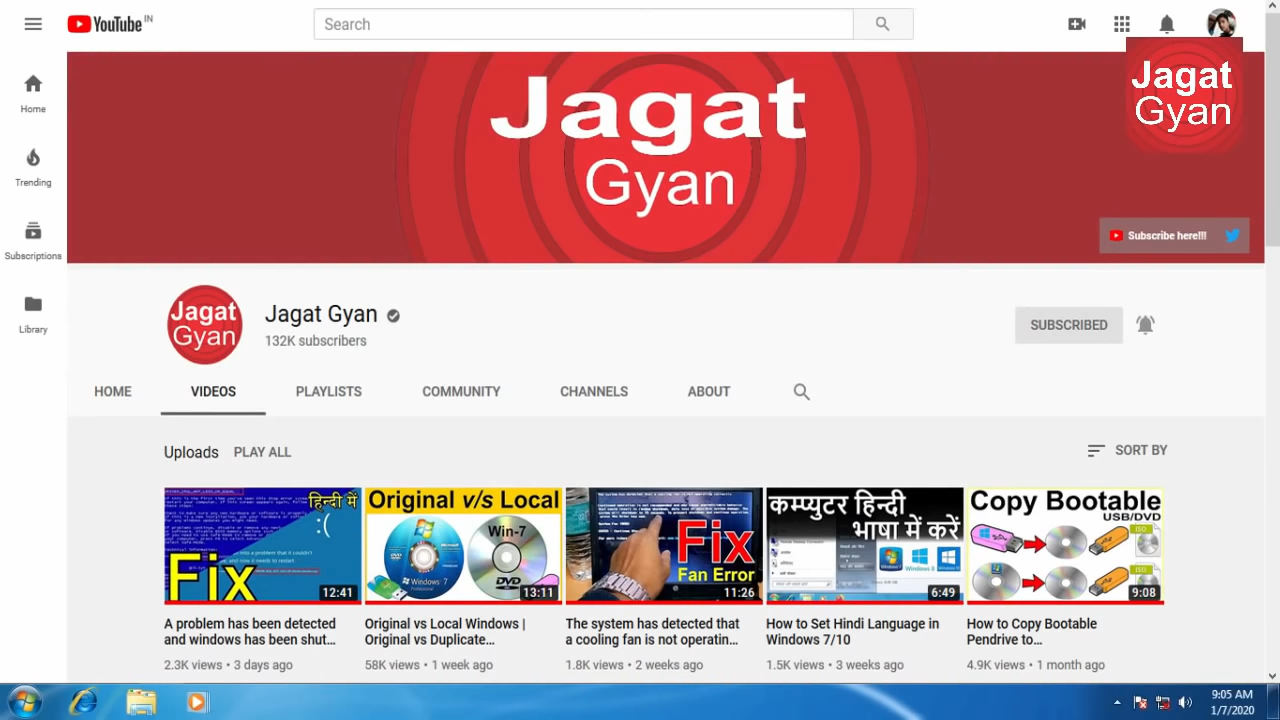 YouTube IN
Search
Jagat
Gyan
Jagat
Gyan
Subscribe here!!!
Home
Trending
Subscriptions
Library
Jagat
Gyan
Jagat Gyan
132K subscribers
SUBSCRIBED
HOME VIDEOS PLAYLISTS COMMUNITY CHANNELS ABOUT
Uploads PLAY ALL SORT BY
हिन्दी में
:(
Fix
12:41
Original v/s Local
Windows 7
Win-7
DVD
13:11
Fix
Fan Error
11:26
कम्प्युटर हिन्दी
भाषा में करें
6:49
Copy Bootable
USB/DVD
ISO
ISO
9:08
A problem has been detected
and windows has been shut...
2.3K views • 3 days ago
Original vs Local Windows |
Original vs Duplicate...
58K views • 1 week ago
The system has detected that
a cooling fan is not operatin...
1.8K views • 2 weeks ago
How to Set Hindi Language in
Windows 7/10
1.5K views • 3 weeks ago
How to Copy Bootable
Pendrive to...
4.9K views • 1 month ago
9:05 AM
1/7/2020